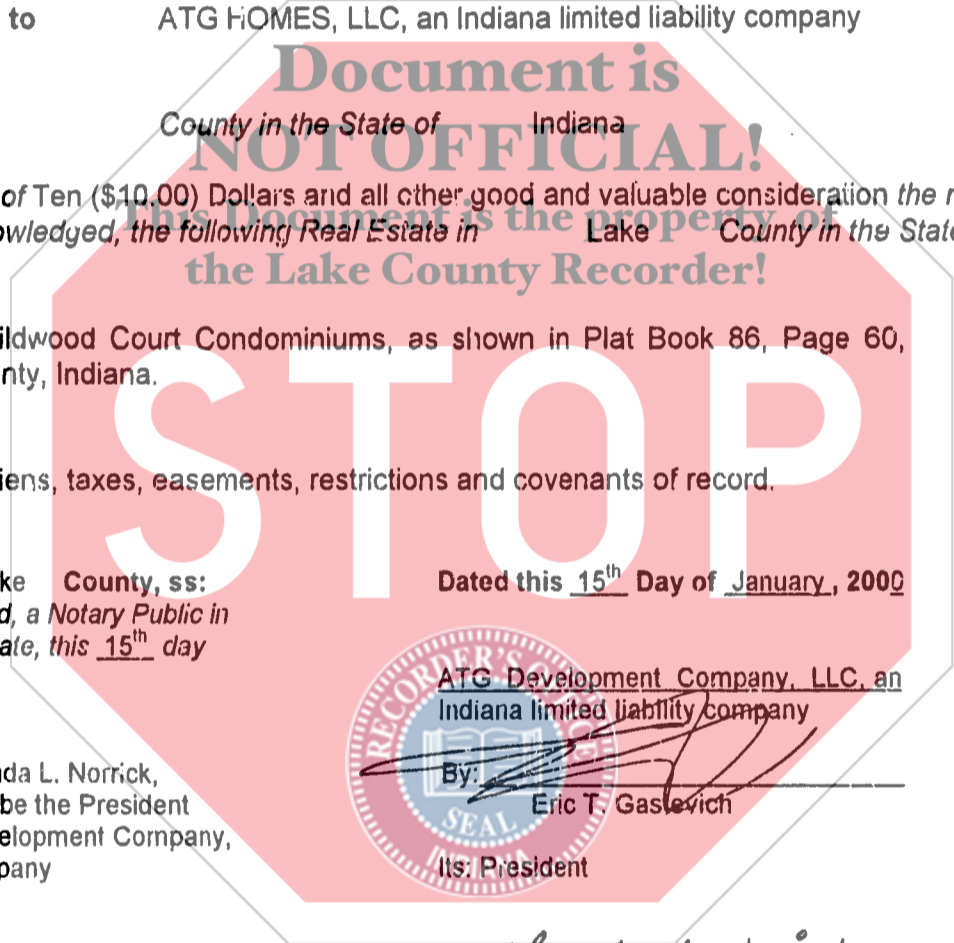 to ATG HOMES, LLC, an Indiana limited liability company
Document is
County in the State of Indiana
NOT OFFICIAL!
of Ten ($10.00) Dollars and all other good and valuable consideration the
This Document is the property of
owledged, the following Real Estate in Lake County in the State
the Lake County Recorder!
ildwood Court Condominiums, as shown in Plat Book 86, Page 60,
nty, Indiana.
STOP
iens, taxes, easements, restrictions and covenants of record.
ke County, ss: Dated this 15th Day of January, 2000
d, a Notary Public in
ate, this 15th day
RECORDER'S OFFICE
ATG Development Company, LLC, an
Indiana limited liability company
da L. Norrick,
By:
be the President
Eric T. Gastevich
SEAL
elopment Company,
INDIANA
pany
Its: President